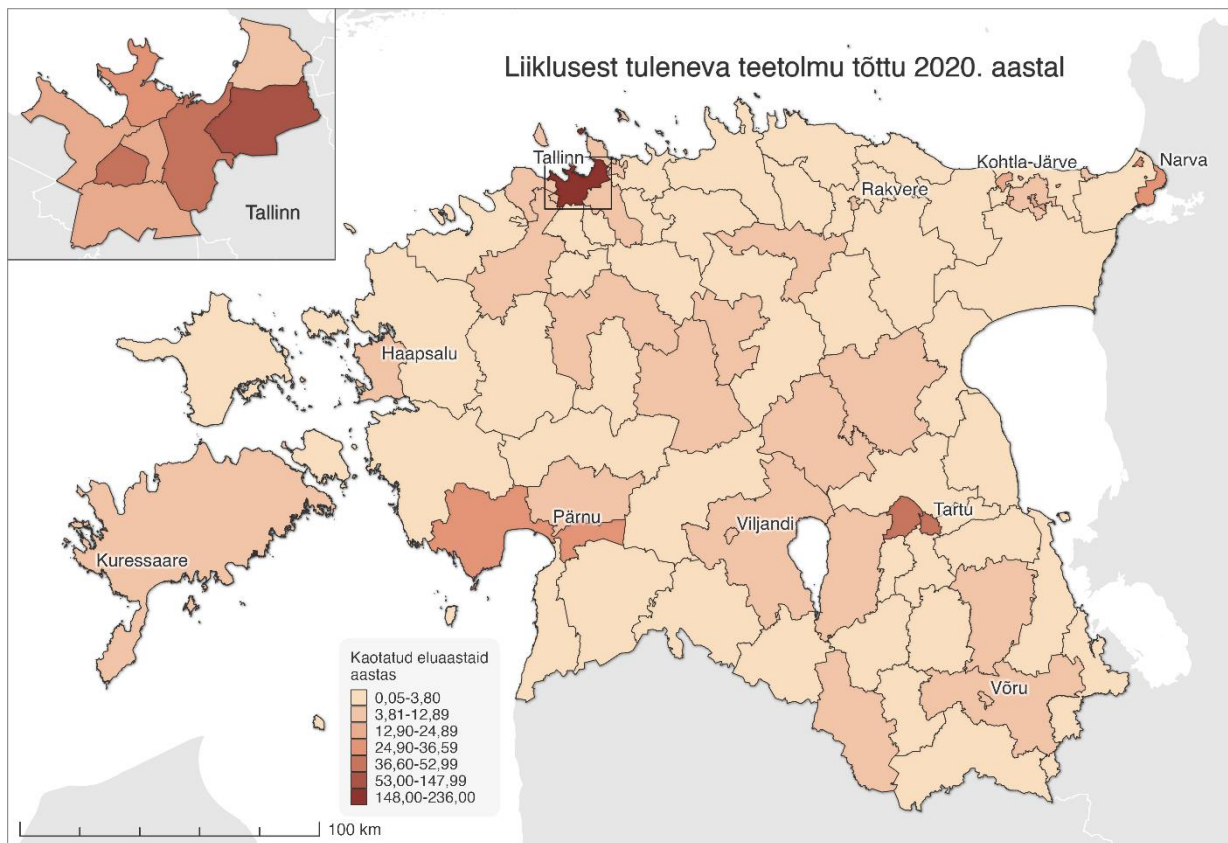 Liiklusest tuleneva teetolmu tõttu 2020. aastal
Tallinn
Tallinn
Rakvere
Kohtla-Järve
Narva
Haapsalu
Pärnu
Viljandi
Tartu
Kuressaare
Võru
Kaotatud eluaastaid
aastas
0,05-3,80
3,81-12,89
12,90-24,89
24,90-36,59
36,60-52,99
53,00-147,99
148,00-236,00
100 km